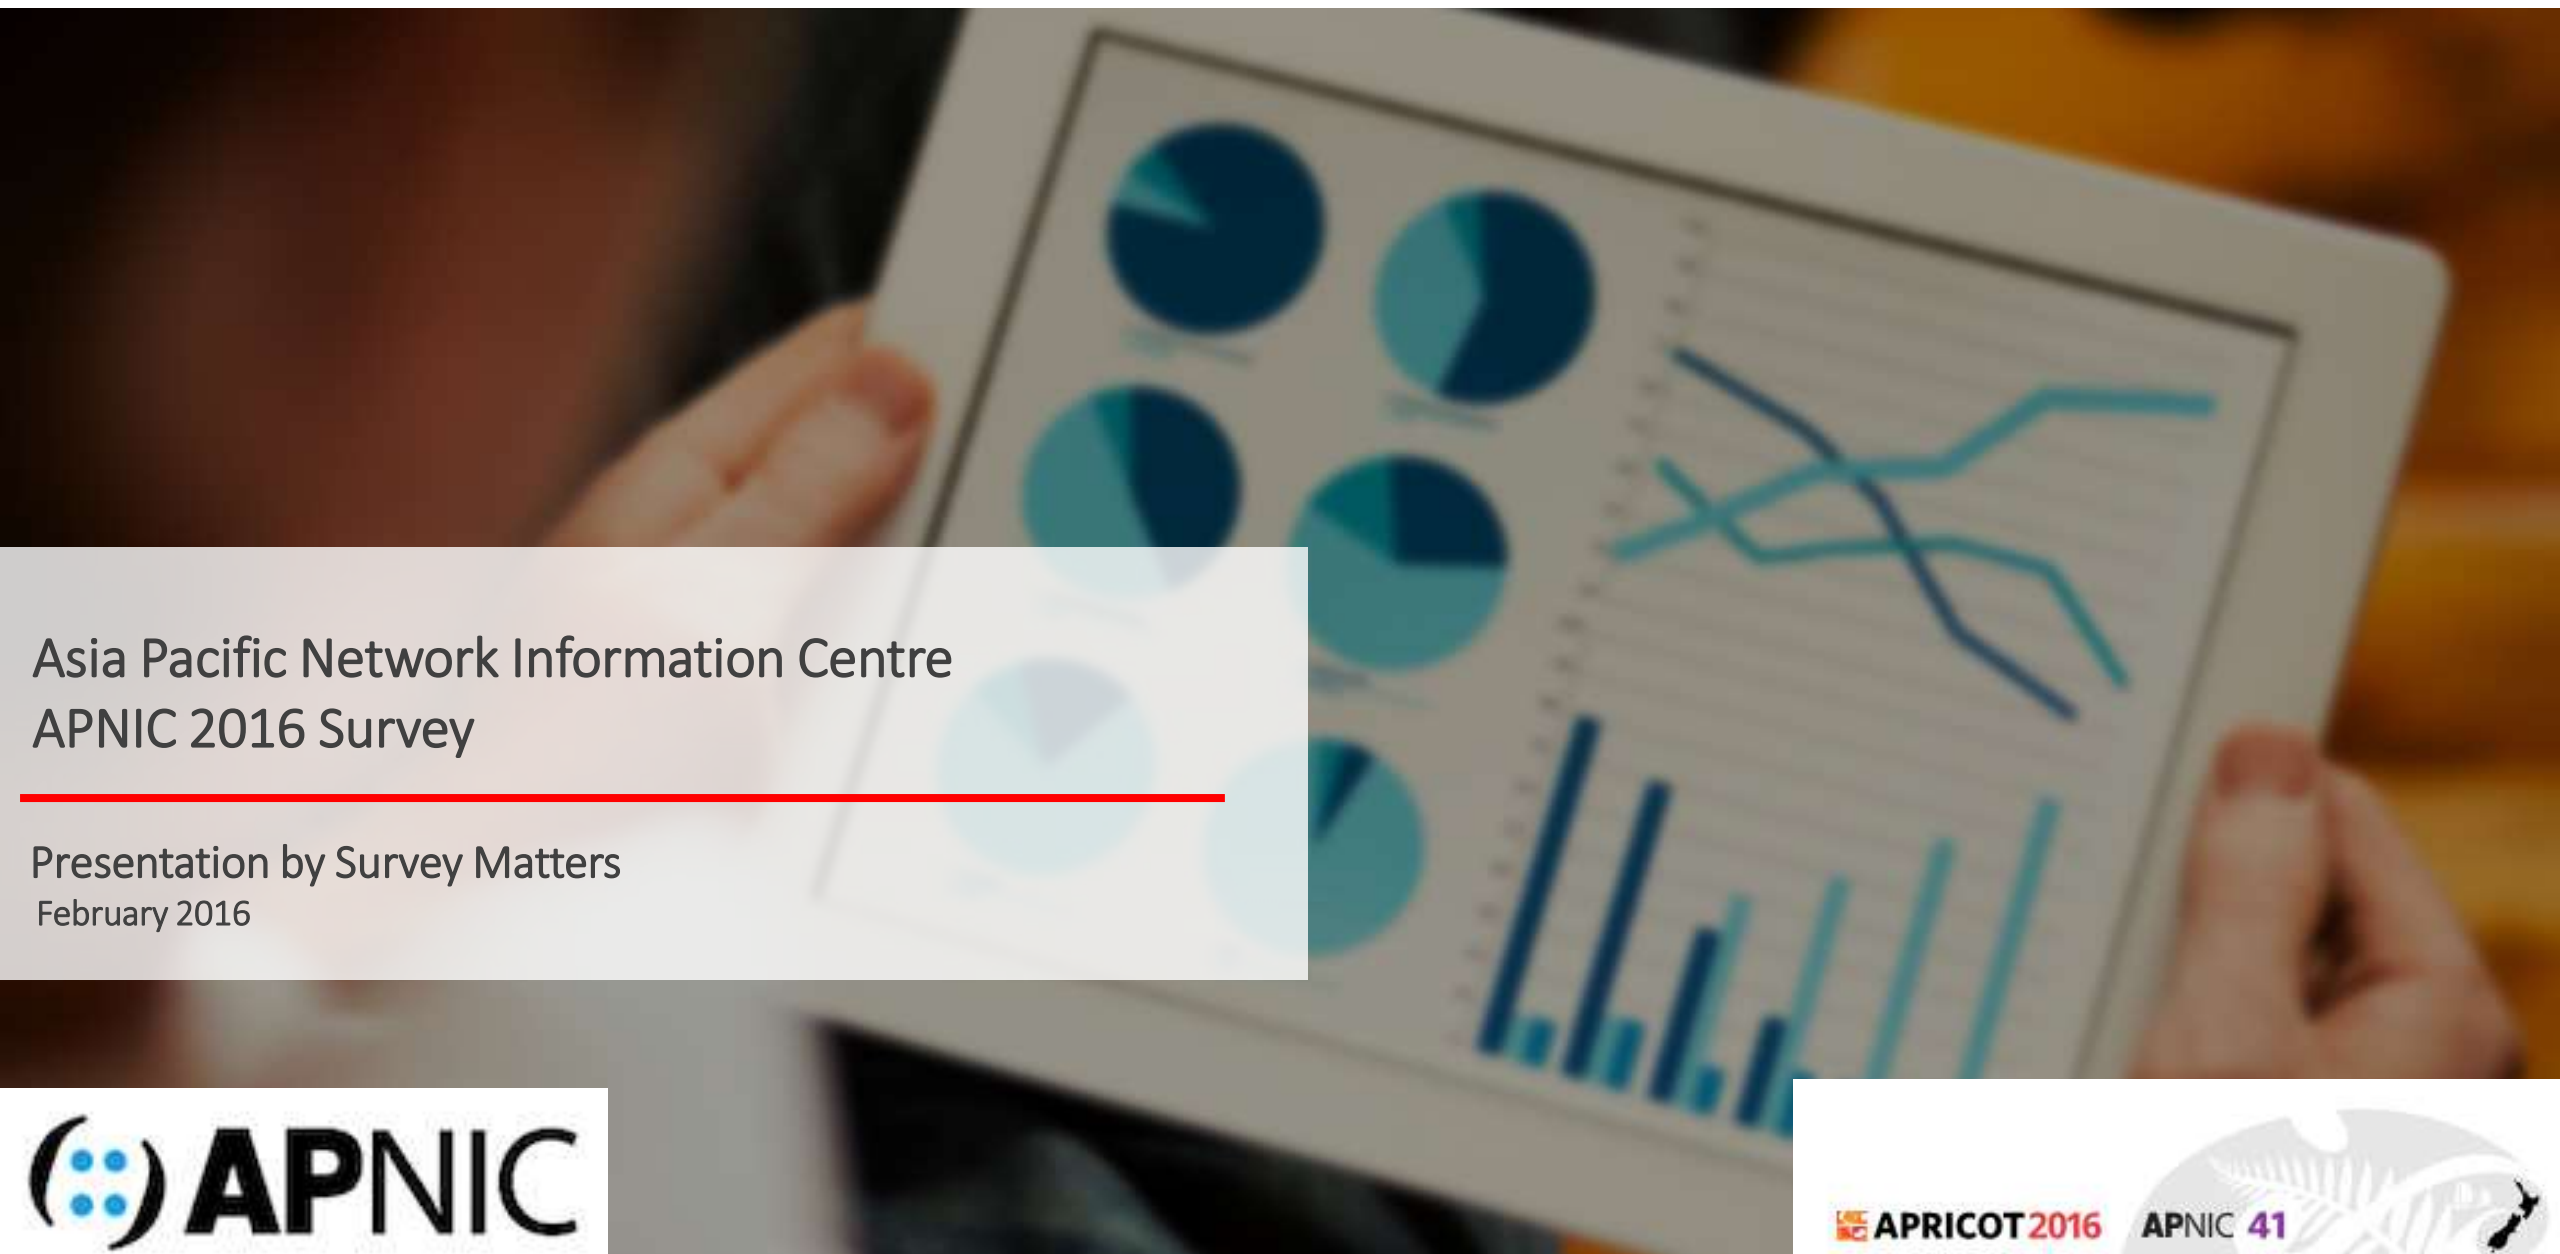 Asia Pacific Network Information Centre
APNIC 2016 Survey
Presentation by Survey Matters
February 2016
APNIC
APRICOT 2016 APNIC 41